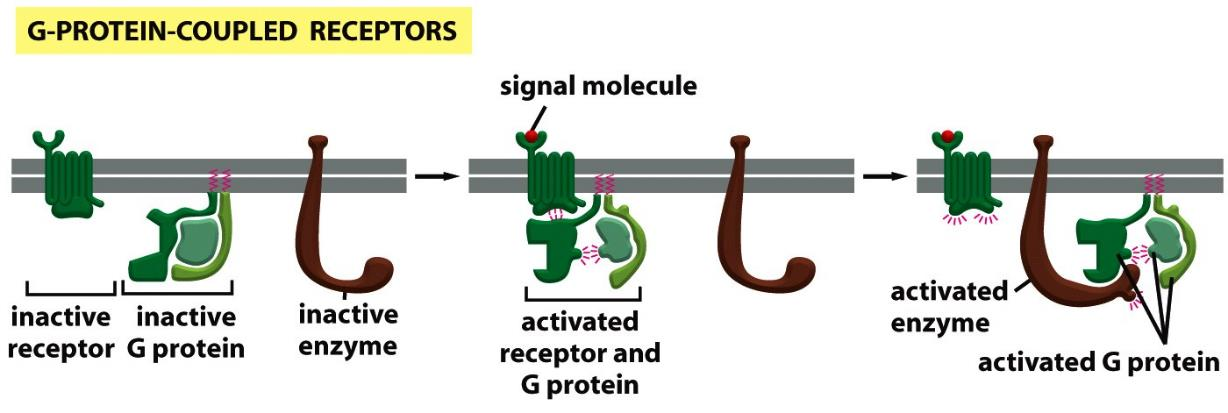 G-PROTEIN-COUPLED RECEPTORS
signal molecule
inactive
receptor
inactive
G protein
inactive
enzyme
activated
receptor and
G protein
activated
enzyme
activated G protein